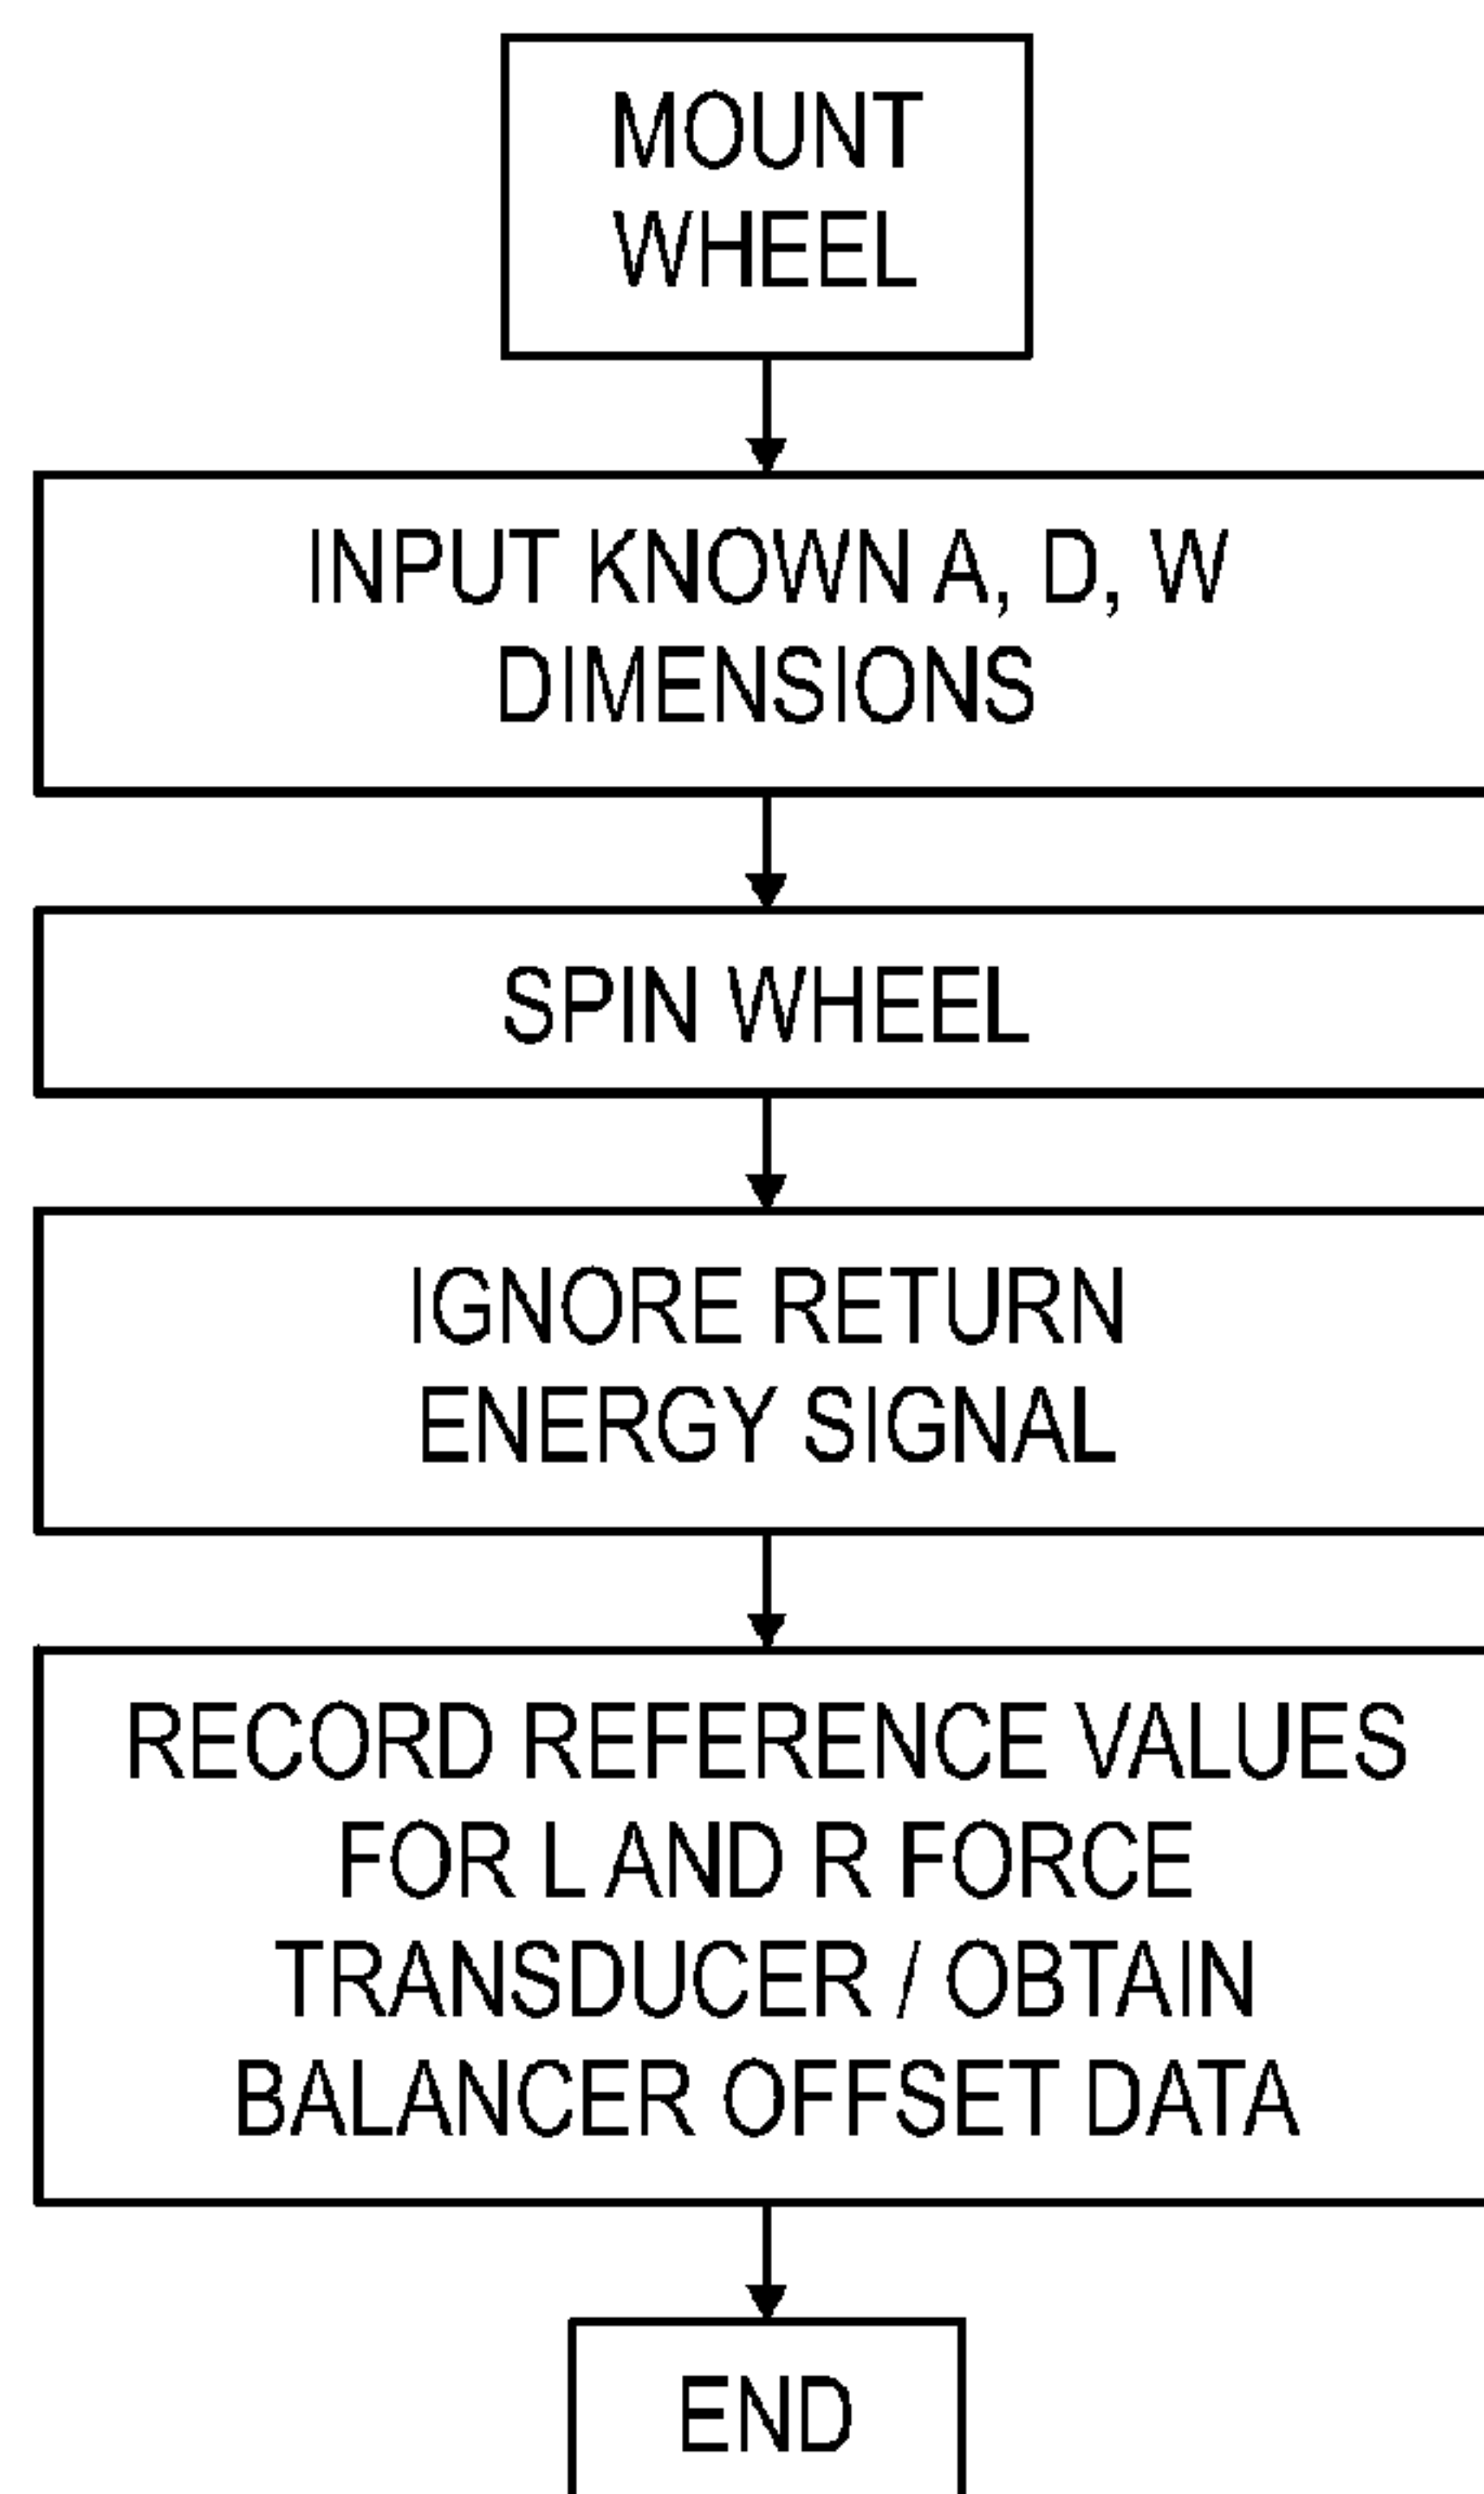 MOUNT
WHEEL
INPUT KNOWN A, D, W
DIMENSIONS
SPIN WHEEL
IGNORE RETURN
ENERGY SIGNAL
RECORD REFERENCE VALUES
FOR L AND R FORCE
TRANSDUCER / OBTAIN
BALANCER OFFSET DATA
END